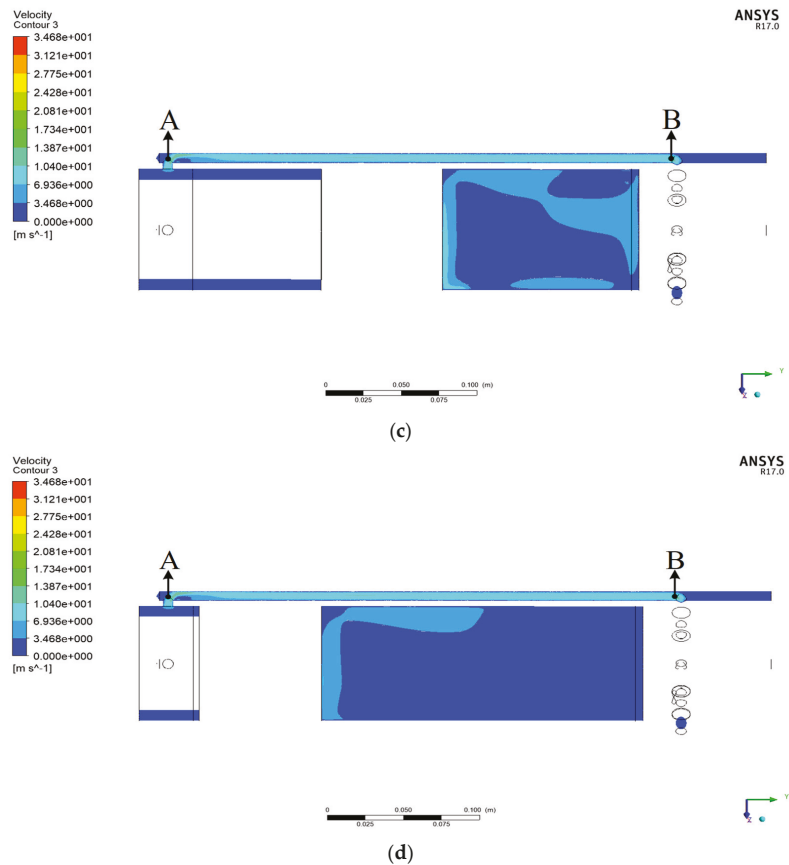 Velocity
Contour 3
ANSYS
R17.0
3.468e+001
3.121e+001
2.775e+001
2.428e+001
2.081e+001
1.734e+001
1.387e+001
1.040e+001
6.936e+000
3.468e+000
0.000e+000
[m s^-1]
A
B
0 0.050 0.100 (m)
0.025 0.075
Y
Z
(c)
Velocity
Contour 3
ANSYS
R17.0
3.468e+001
3.121e+001
2.775e+001
2.428e+001
2.081e+001
1.734e+001
1.387e+001
1.040e+001
6.936e+000
3.468e+000
0.000e+000
[m s^-1]
A
B
0 0.050 0.100 (m)
0.025 0.075
Y
Z
(d)